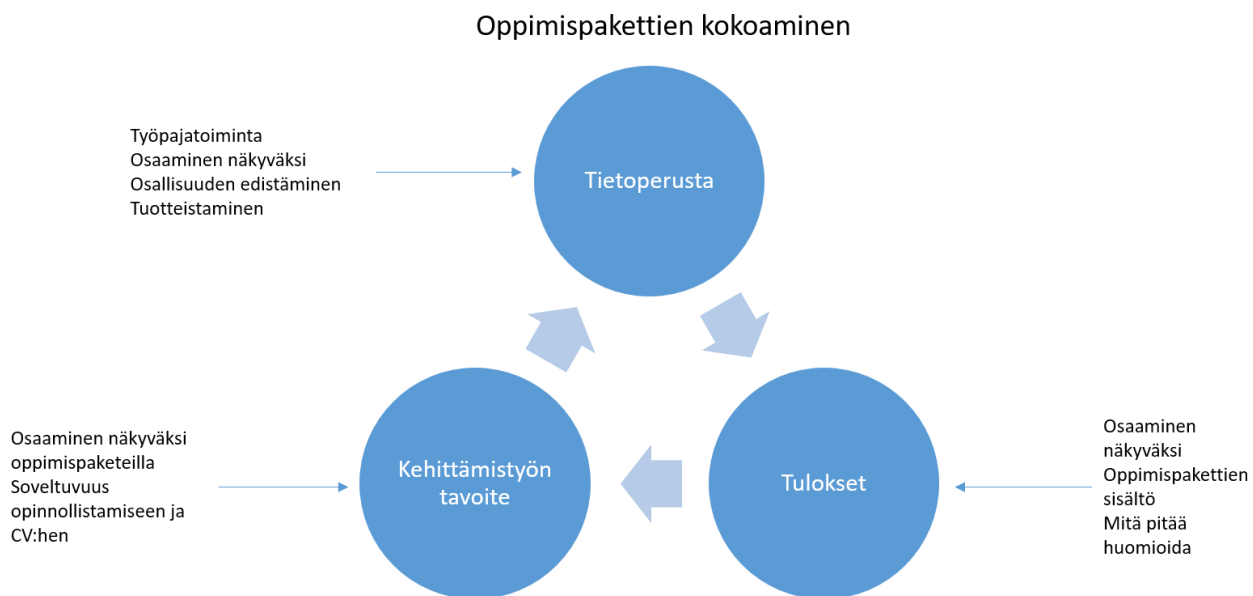 Oppimispakettien kokoaminen
Työpajatoiminta
Osaaminen näkyväksi
Osallisuuden edistäminen
Tuotteistaminen
Tietoperusta
Osaaminen näkyväksi
oppimispaketeilla
Soveltuvuus
opinnollistamiseen ja
CV:hen
Kehittämistyön
tavoite
Tulokset
Osaaminen
näkyväksi
Oppimispakettien
sisältö
Mitä pitää
huomioida